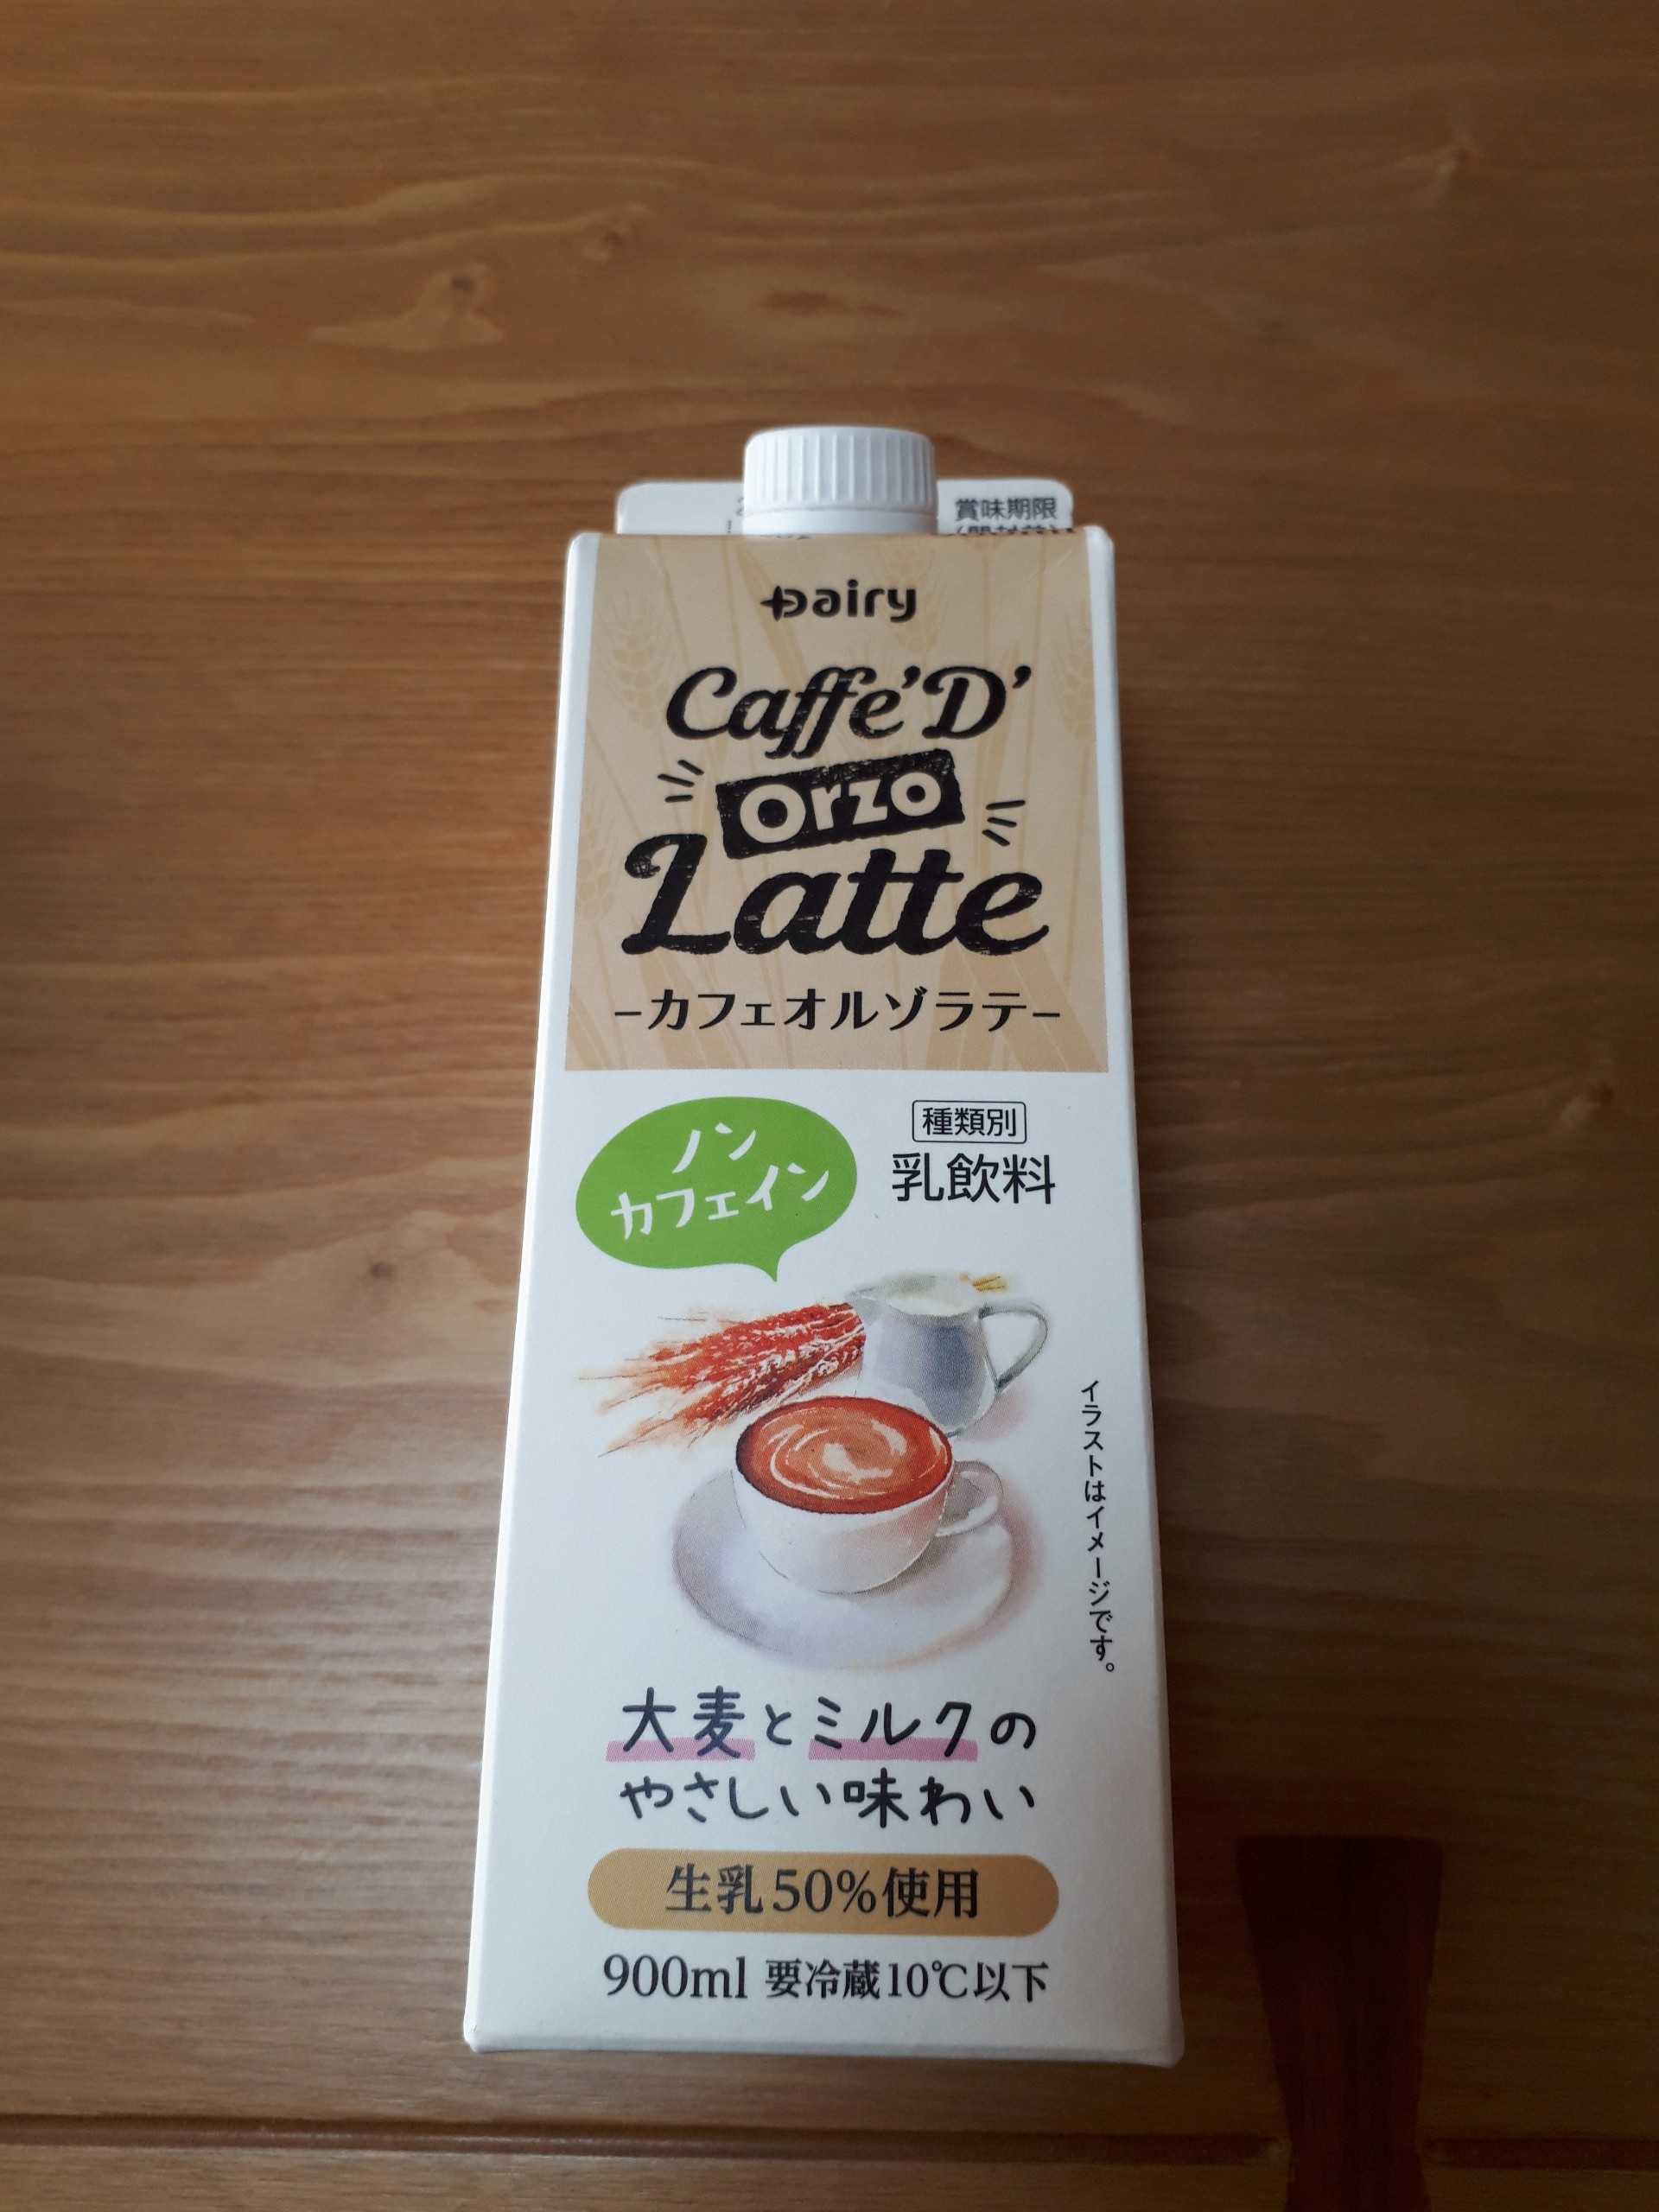 賞味期限
Dairy
Caffe'D'
Orzo
Latte
－カフェオルゾラテ－
ノン
カフェイン
種類別
乳飲料
イラストはイメージです。
大麦とミルクの
やさしい味わい
生乳50%使用
900ml 要冷蔵10℃以下